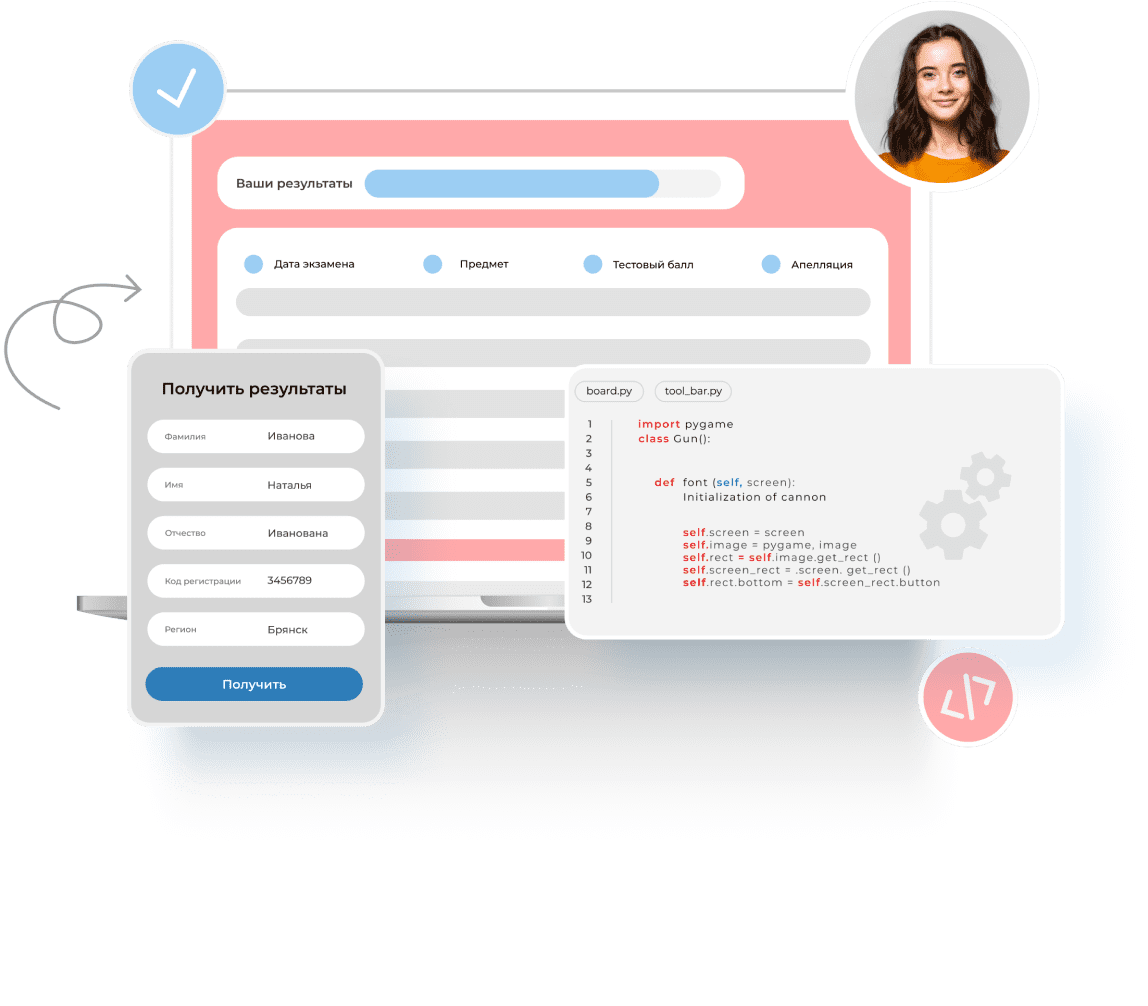 Ваши результаты
Дата экзамена
Предмет
Тестовый балл
Апелляция
Получить результаты
Фамилия Иванова
Имя Наталья
Отчество Иванована
Код регистрации 3456789
Регион Брянск
Получить
board.py
tool_bar.py
1 import pygame
2 class Gun():
3
4
5 def font (self, screen):
6 Initialization of cannon
7
8 self.screen = screen
9 self.image = pygame, image
10 self.rect = self.image.get_rect ()
11 self.screen_rect = .screen. get_rect ()
12 self.rect.bottom = self.screen_rect.button
13